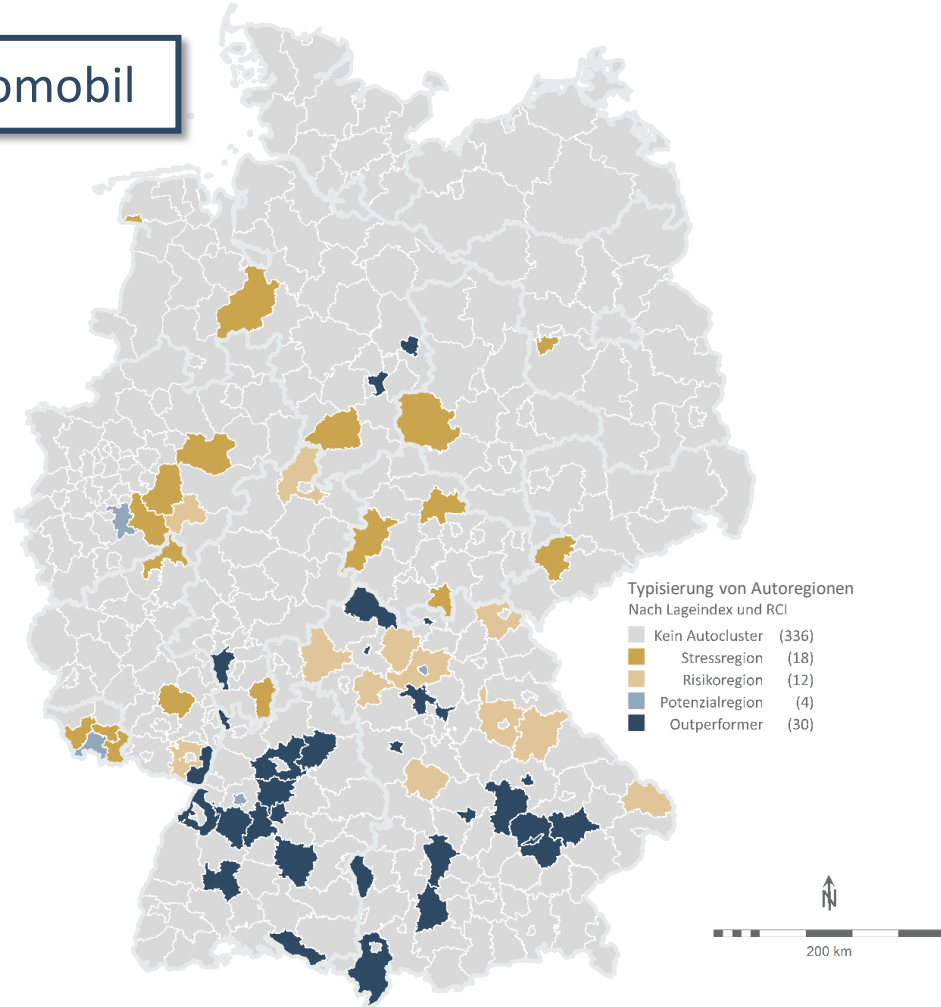 omobil
Typisierung von Autoregionen
Nach Lageindex und RCI
Kein Autocluster (336)
Stressregion (18)
Risikoregion (12)
Potenzialregion (4)
Outperformer (30)
N
200 km